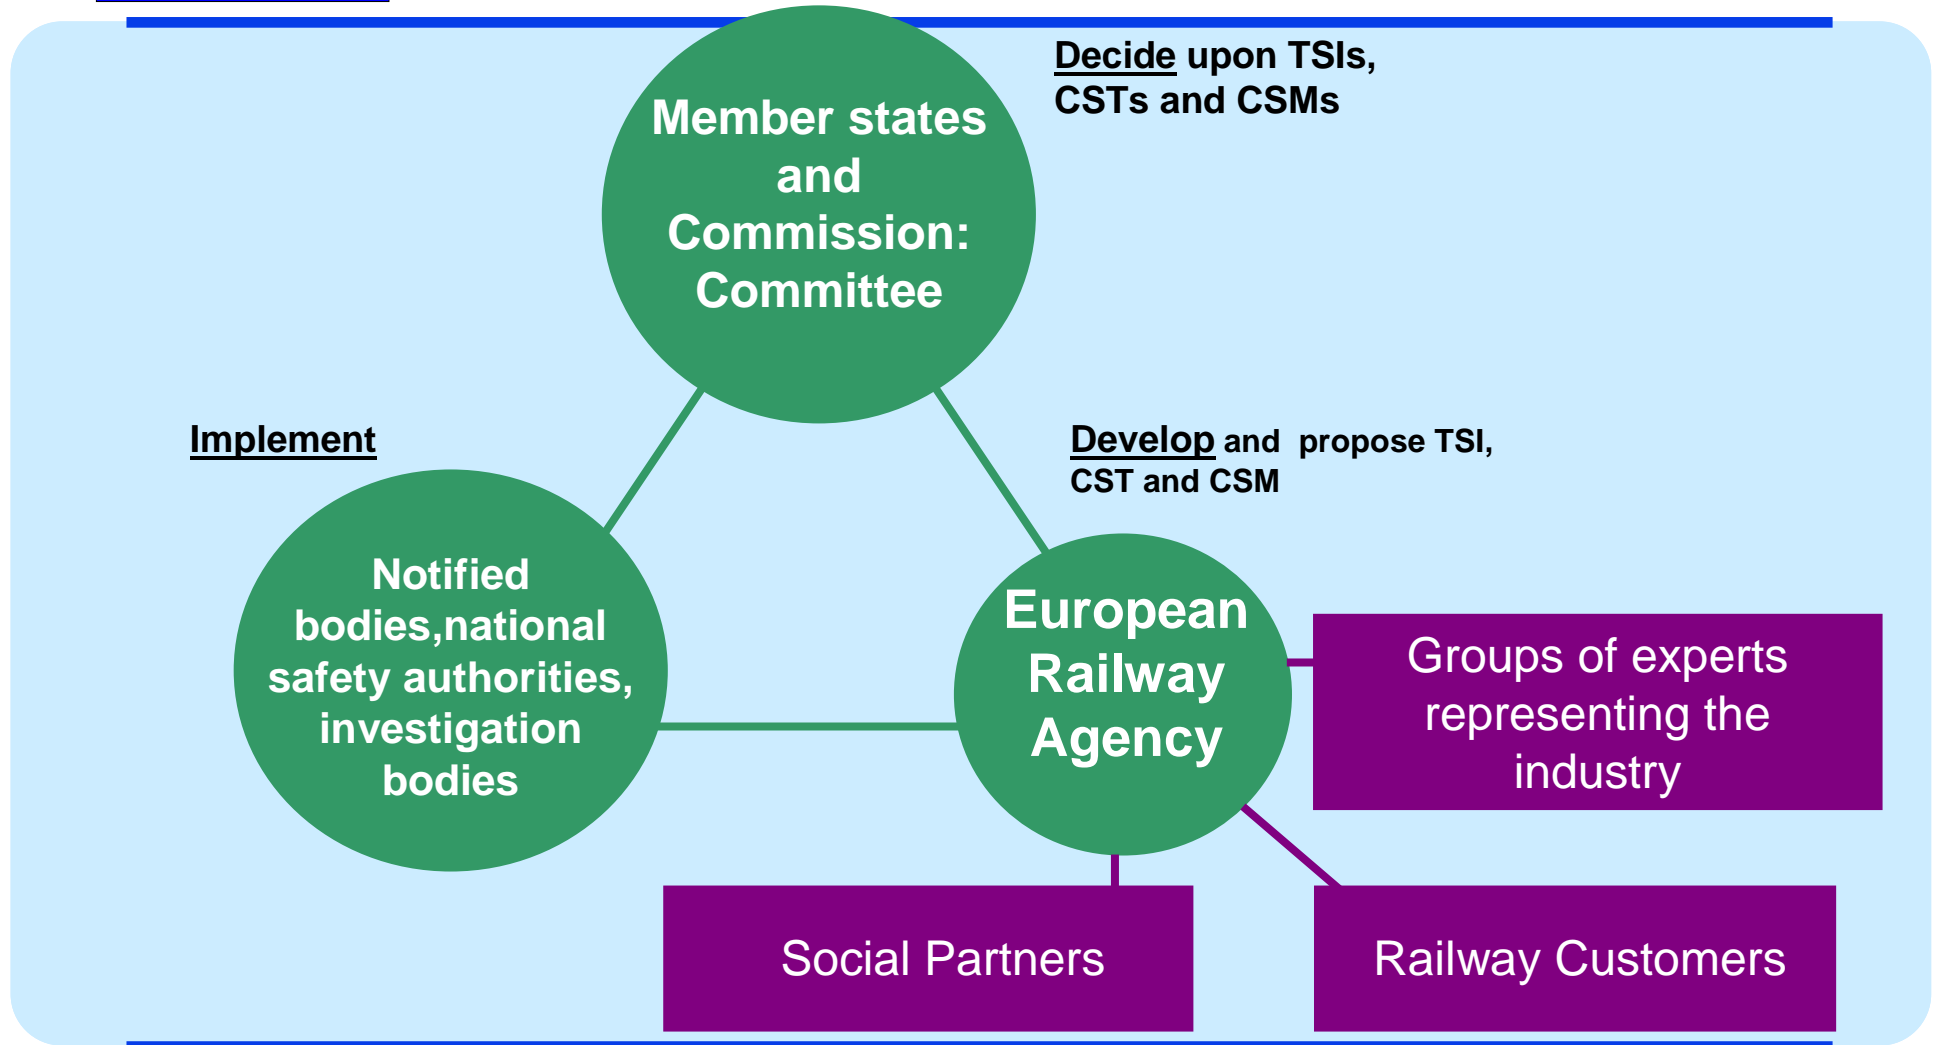 Decide upon TSIs,
CSTs and CSMs
Member states
and
Commission:
Committee
Implement
Develop and propose TSI,
CST and CSM
Notified
bodies,national
safety authorities,
investigation
bodies
European
Railway
Agency
Groups of experts
representing the
industry
Social Partners
Railway Customers